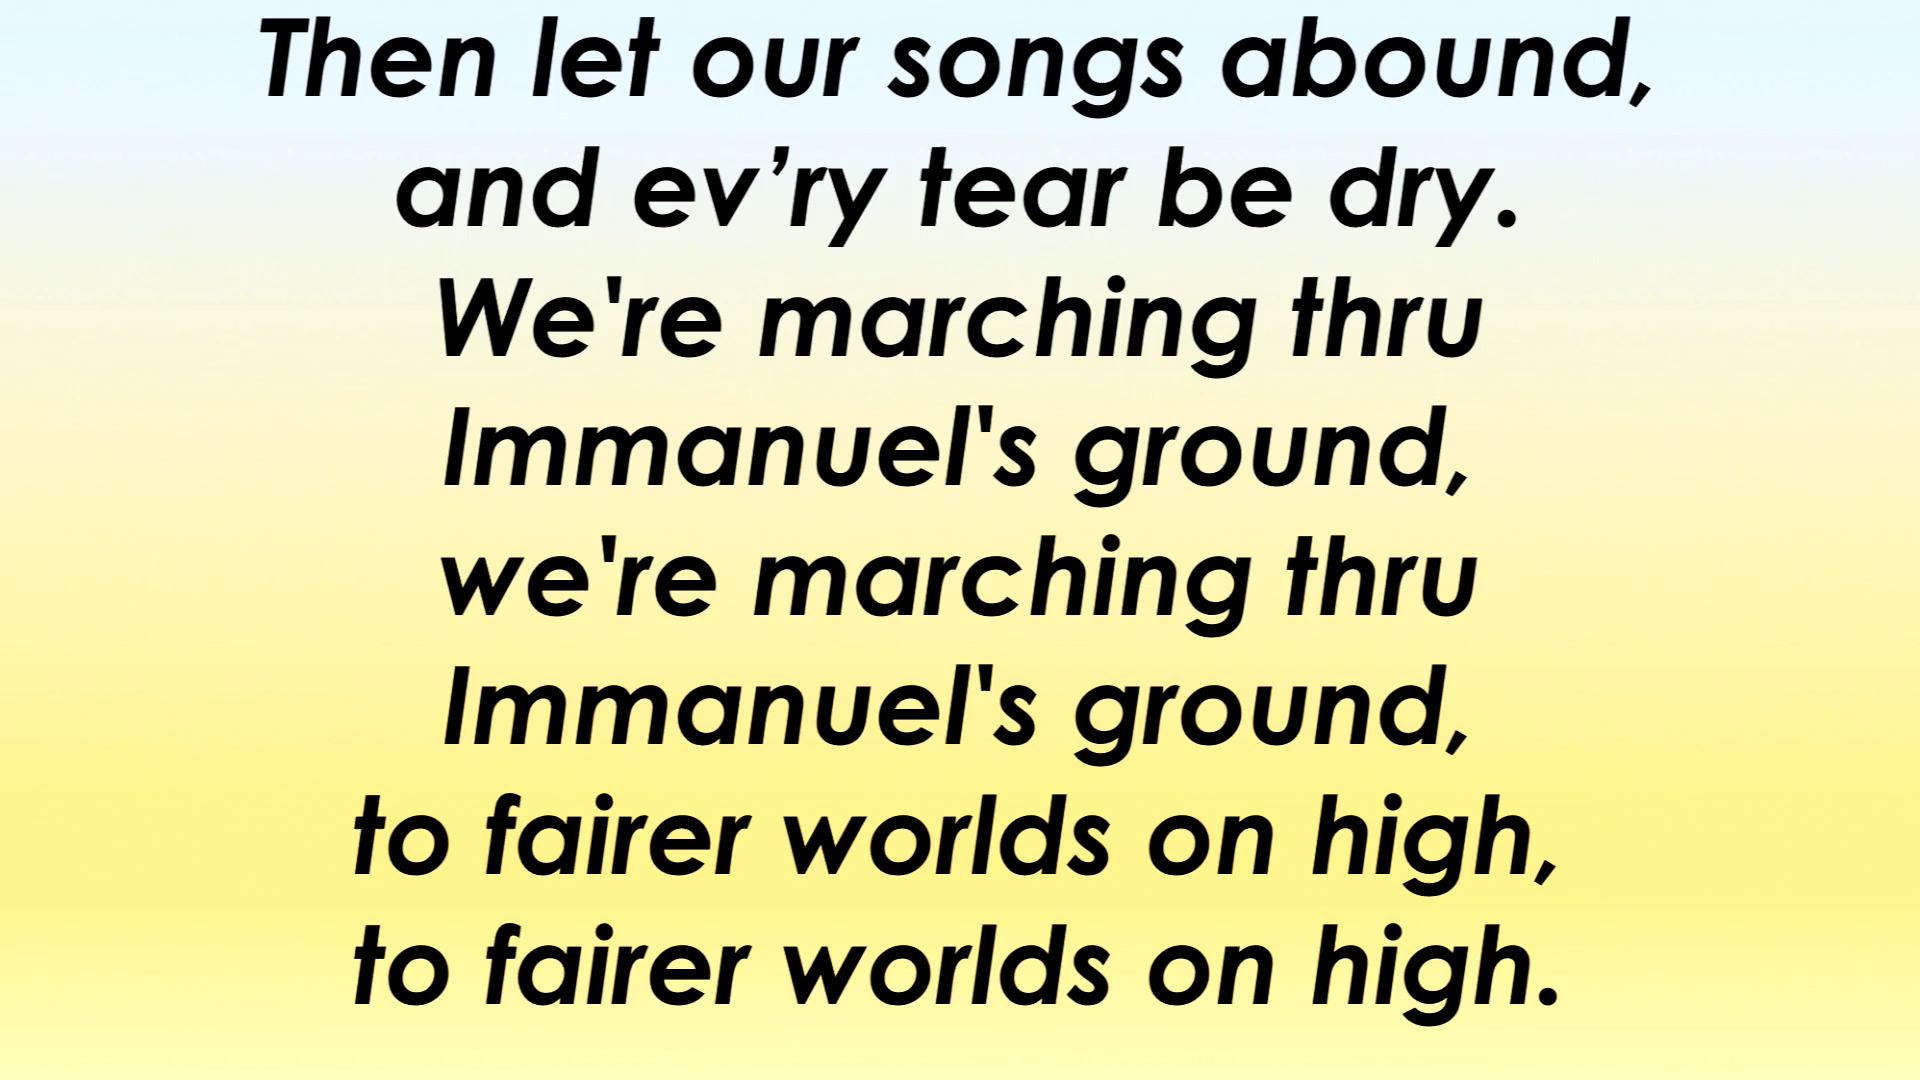 Then let our songs abound,
and ev’ry tear be dry.
We're marching thru
Immanuel's ground,
we're marching thru
Immanuel's ground,
to fairer worlds on high,
to fairer worlds on high.